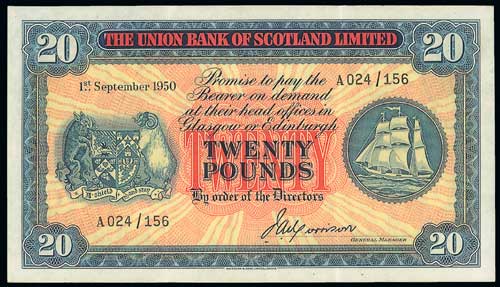 20 THE UNION BANK OF SCOTLAND LIMITED 20
1st September 1950
Promise to pay the A 024 / 156
Bearer on demand
at their head offices in
Glasgow or Edinburgh
TWENTY
TWENTY
POUNDS
By order of the Directors
A 024 / 156
GENERAL MANAGER
20 20